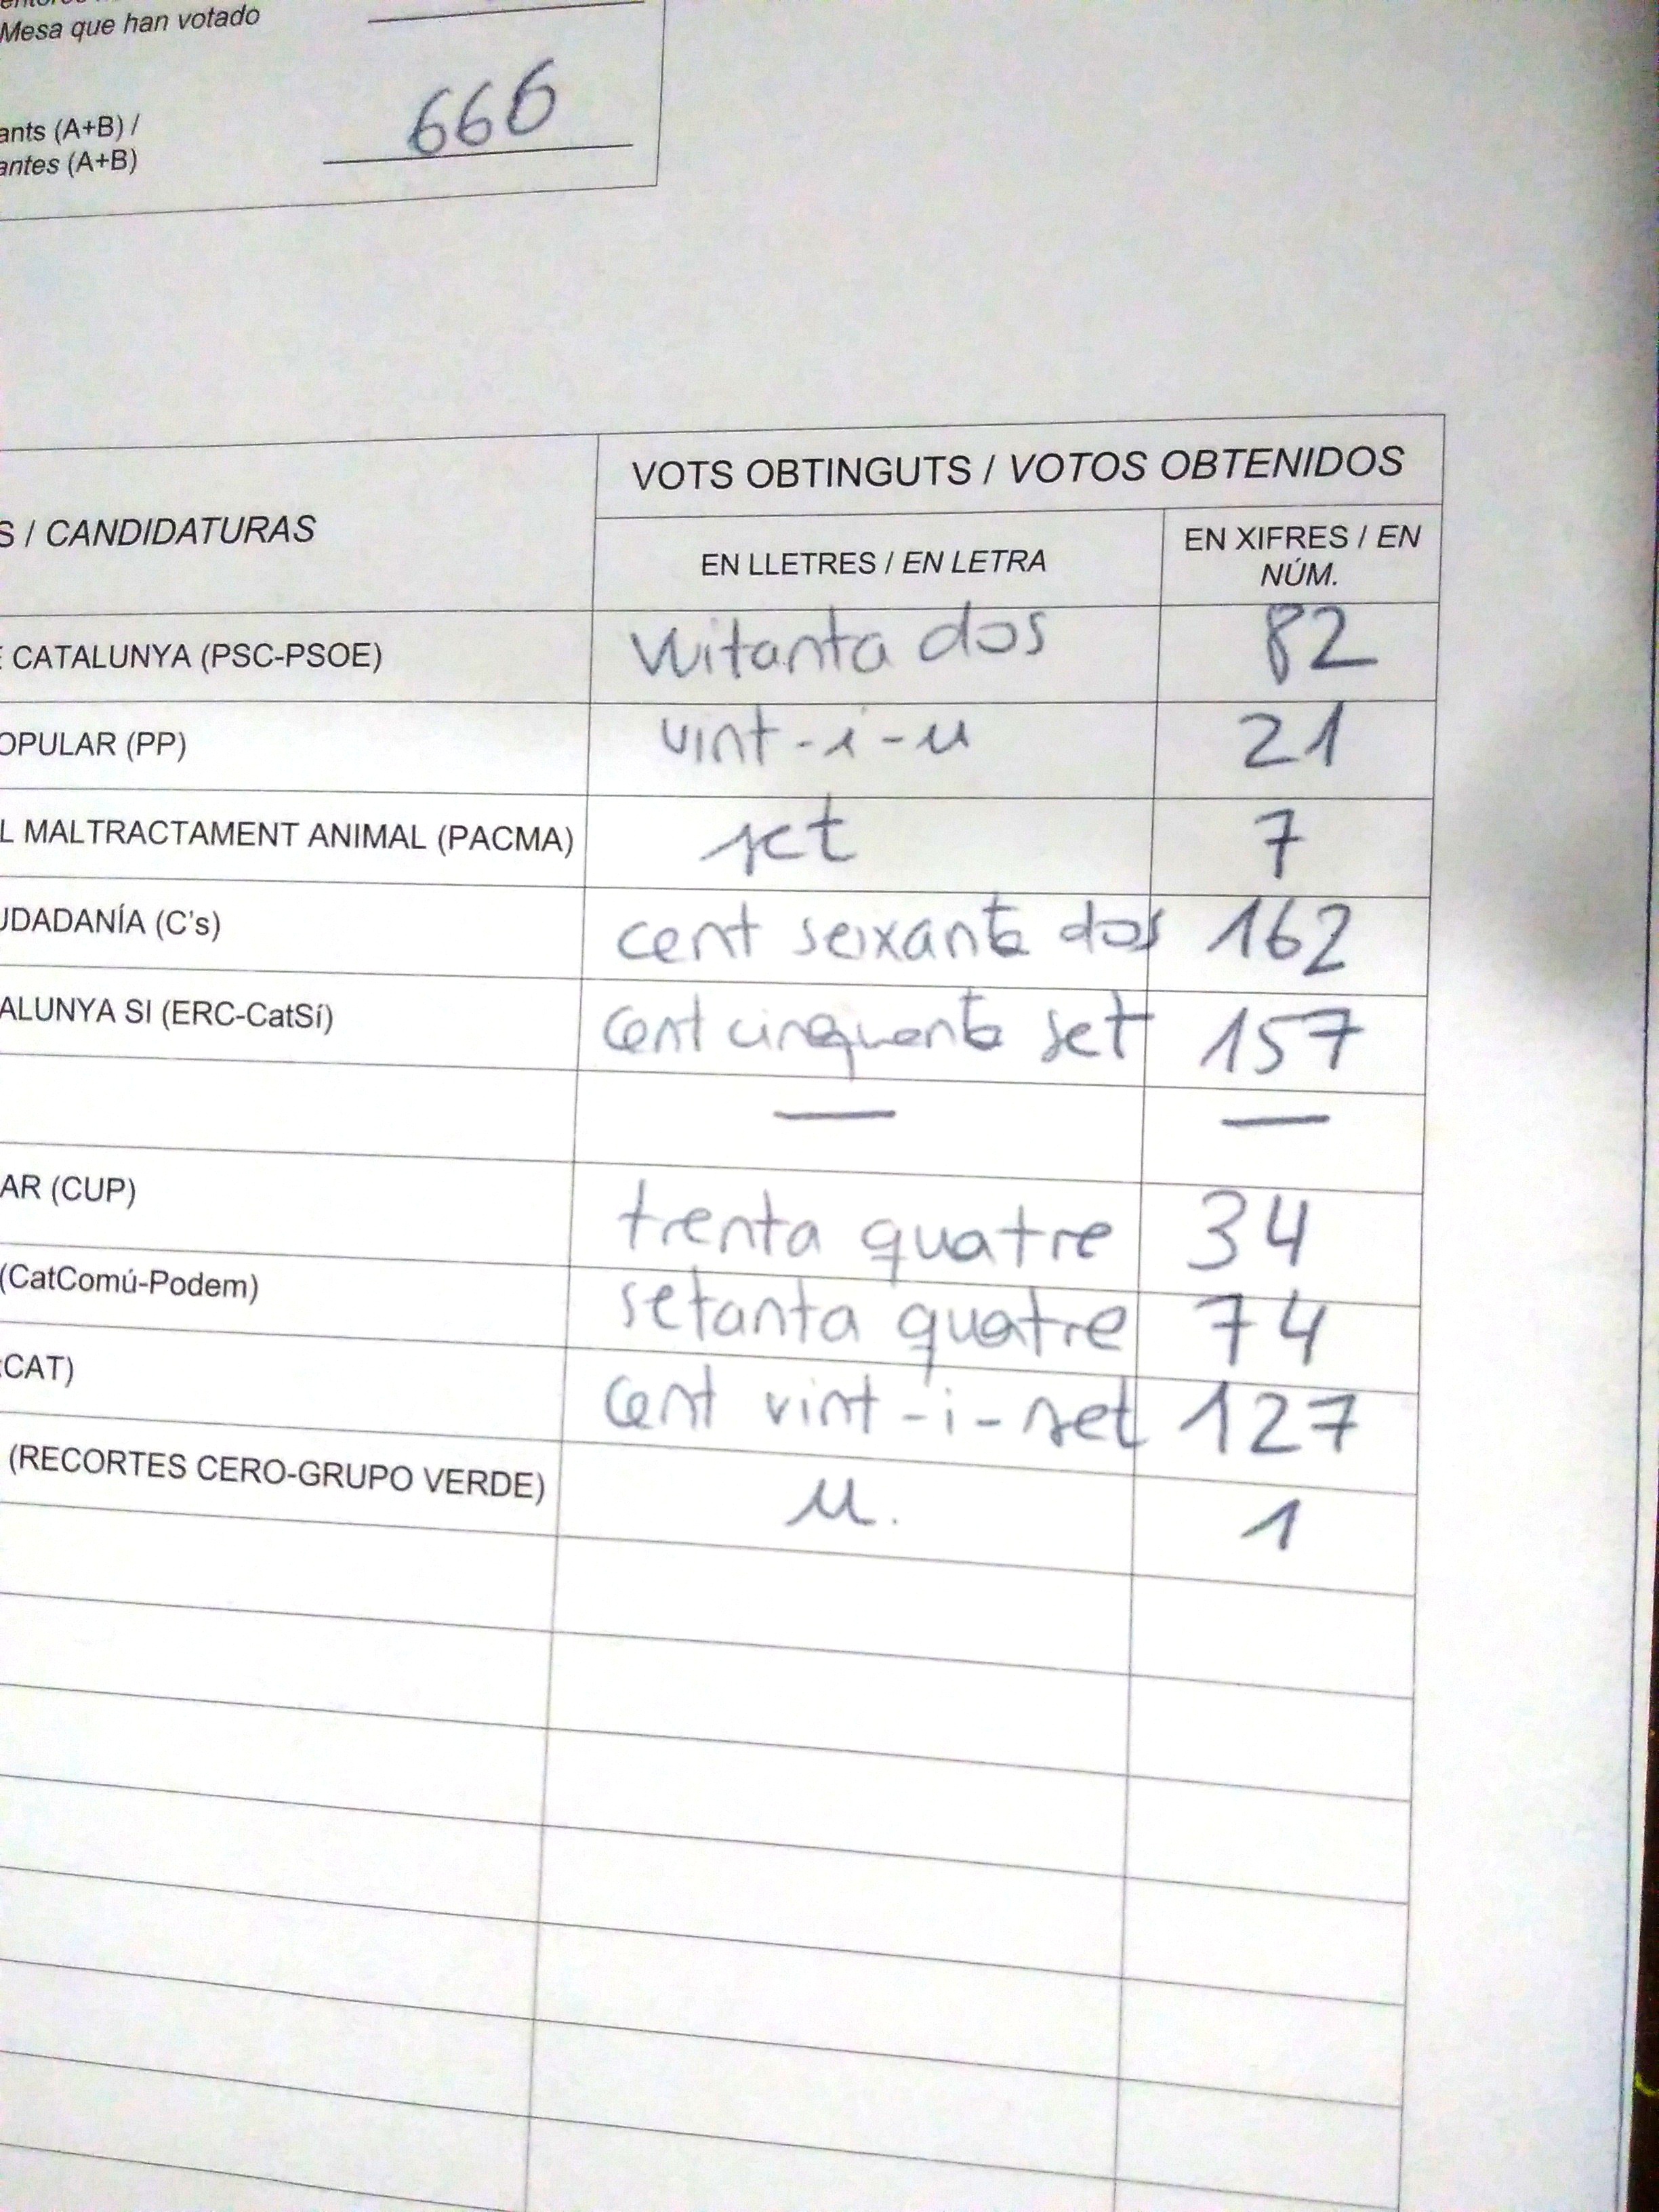 Mesa que han votado
ants (A+B) /
antes (A+B)
666
S / CANDIDATURAS
VOTS OBTINGUTS / VOTOS OBTENIDOS
EN LLETRES / EN LETRA
EN XIFRES / EN
NÚM.
CATALUNYA (PSC-PSOE) vuitanta dos 82
OPULAR (PP) vint-i-u 21
L MALTRACTAMENT ANIMAL (PACMA) set 7
UDADANÍA (C's) cent seixanta dos 162
ALUNYA SI (ERC-CatSí) cent cinquanta set 157
— —
AR (CUP) trenta quatre 34
(CatComú-Podem) setanta quatre 74
CAT) cent vint-i-set 127
(RECORTES CERO-GRUPO VERDE) u. 1